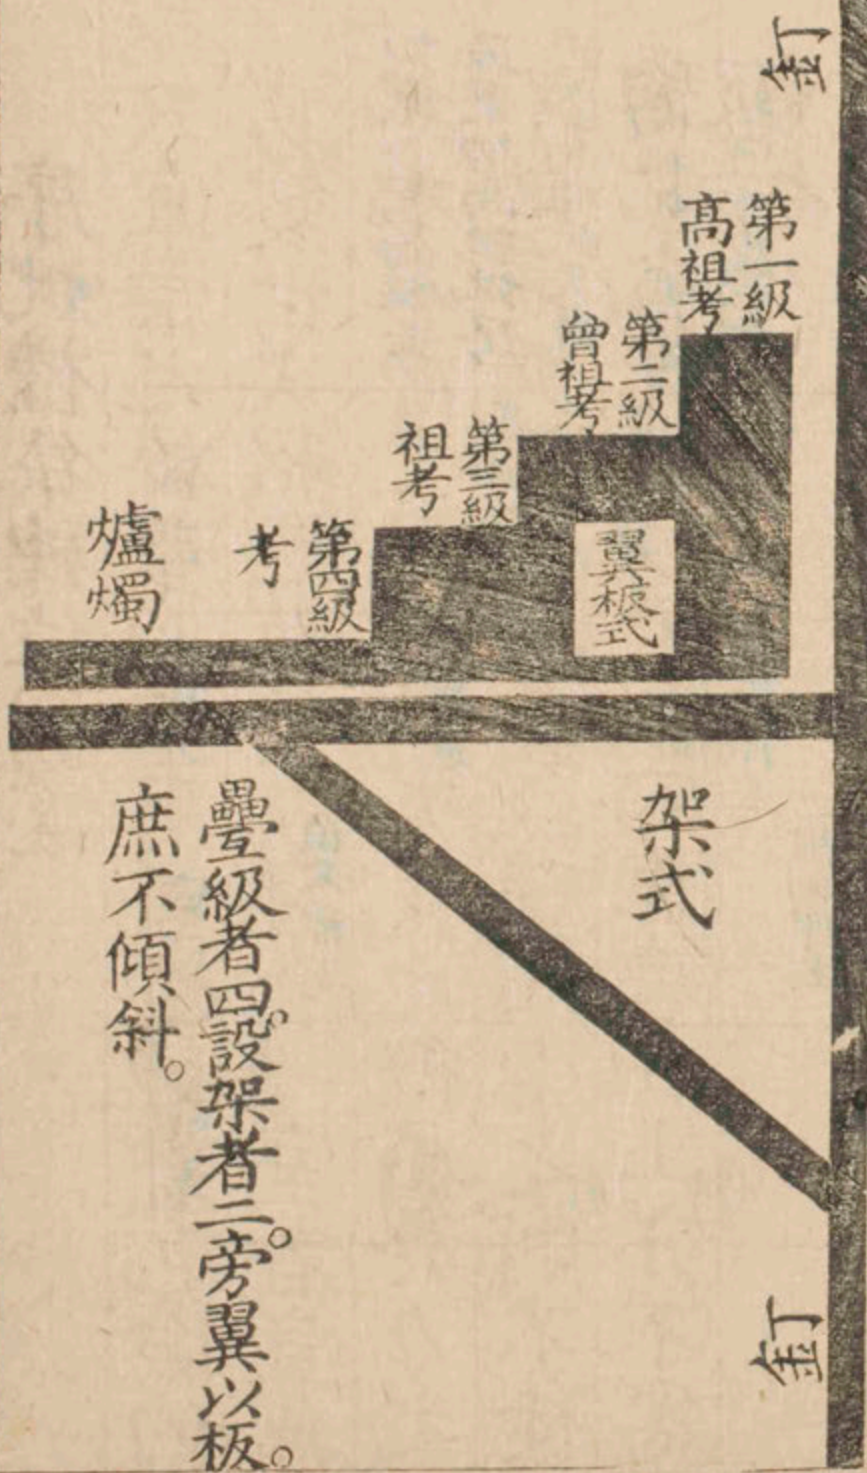 釘
第一級
高祖考
第二級
曾祖考
第三級
祖考
第四級
考
爐燭
翼板式
架式
疊級者四。設架者二。旁翼以板。
庶不傾斜。
釘